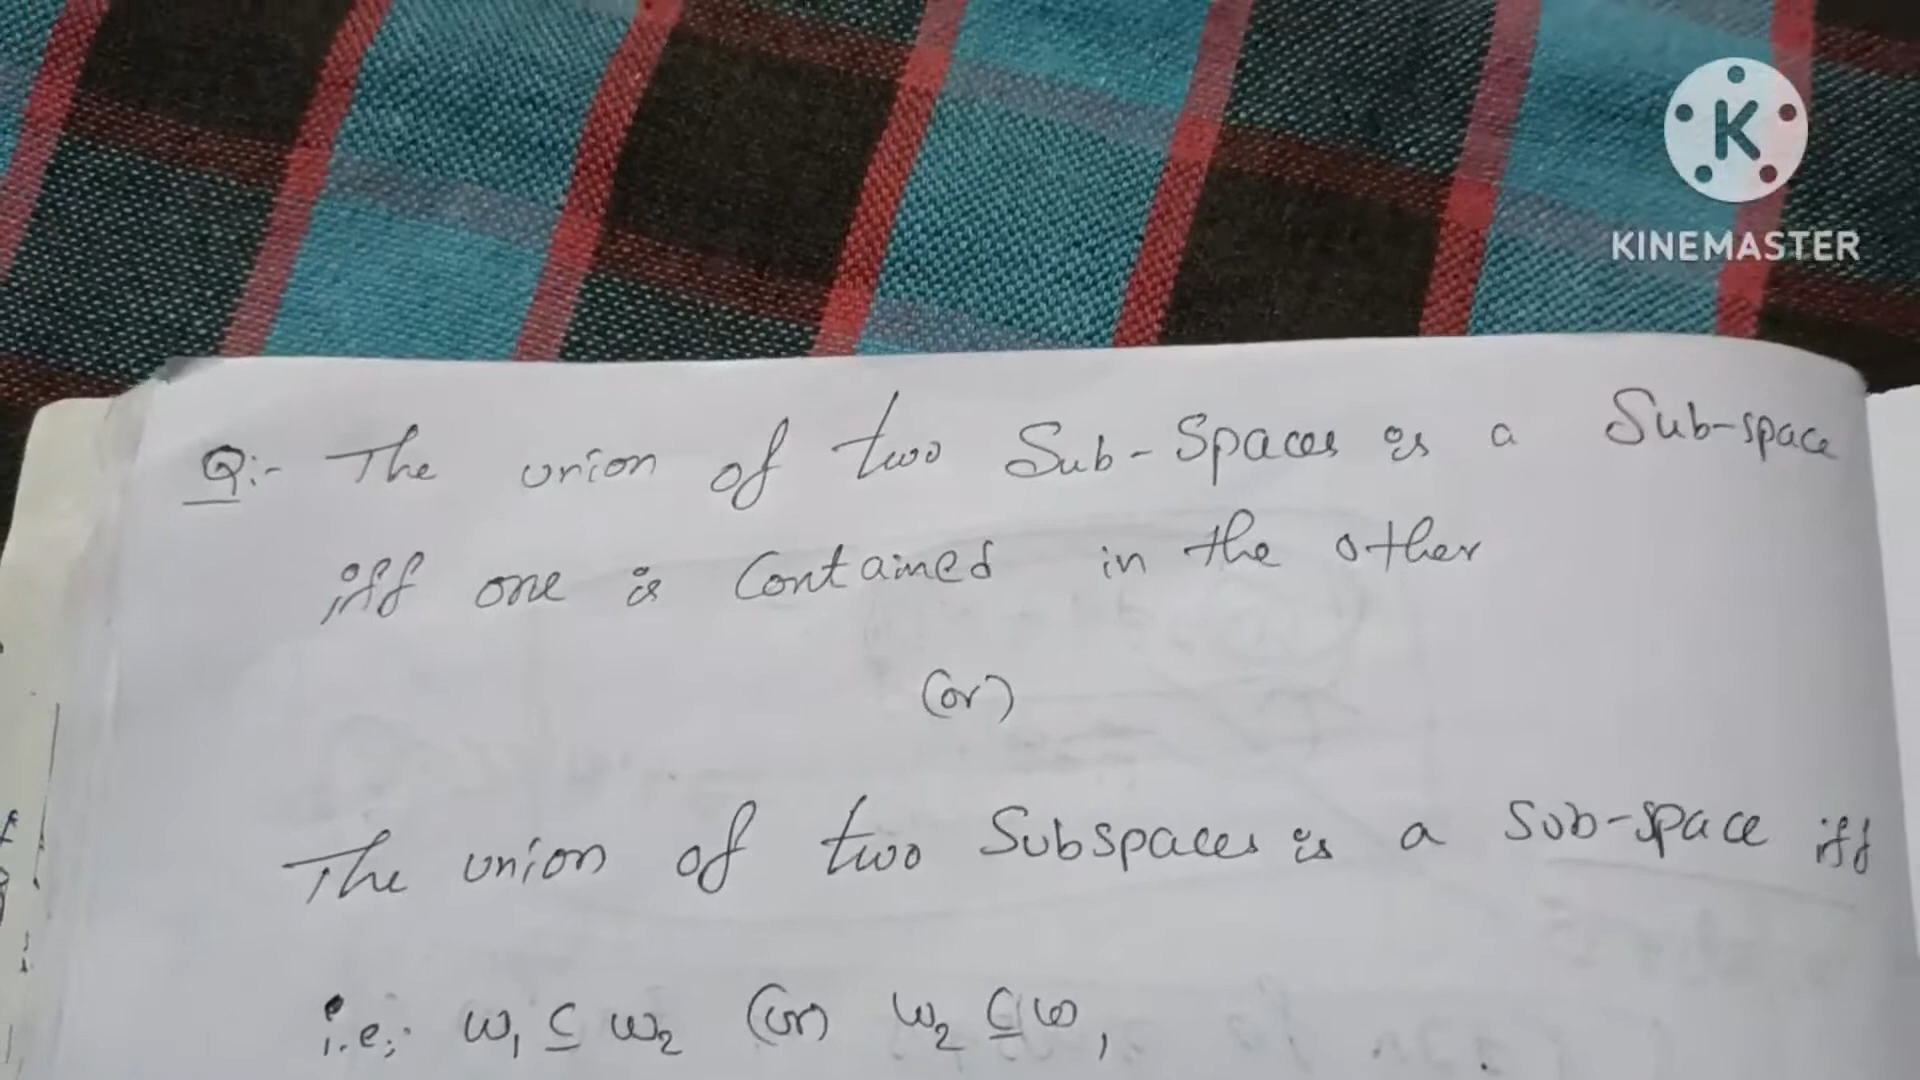 KINEMASTER
Q:- The union of two Sub-Spaces is a Sub-space
iff one is Contained in the other
(or)
The union of two Subspaces is a Sub-space iff
i.e; W₁ ⊆ W₂ (or) W₂ ⊆ W₁